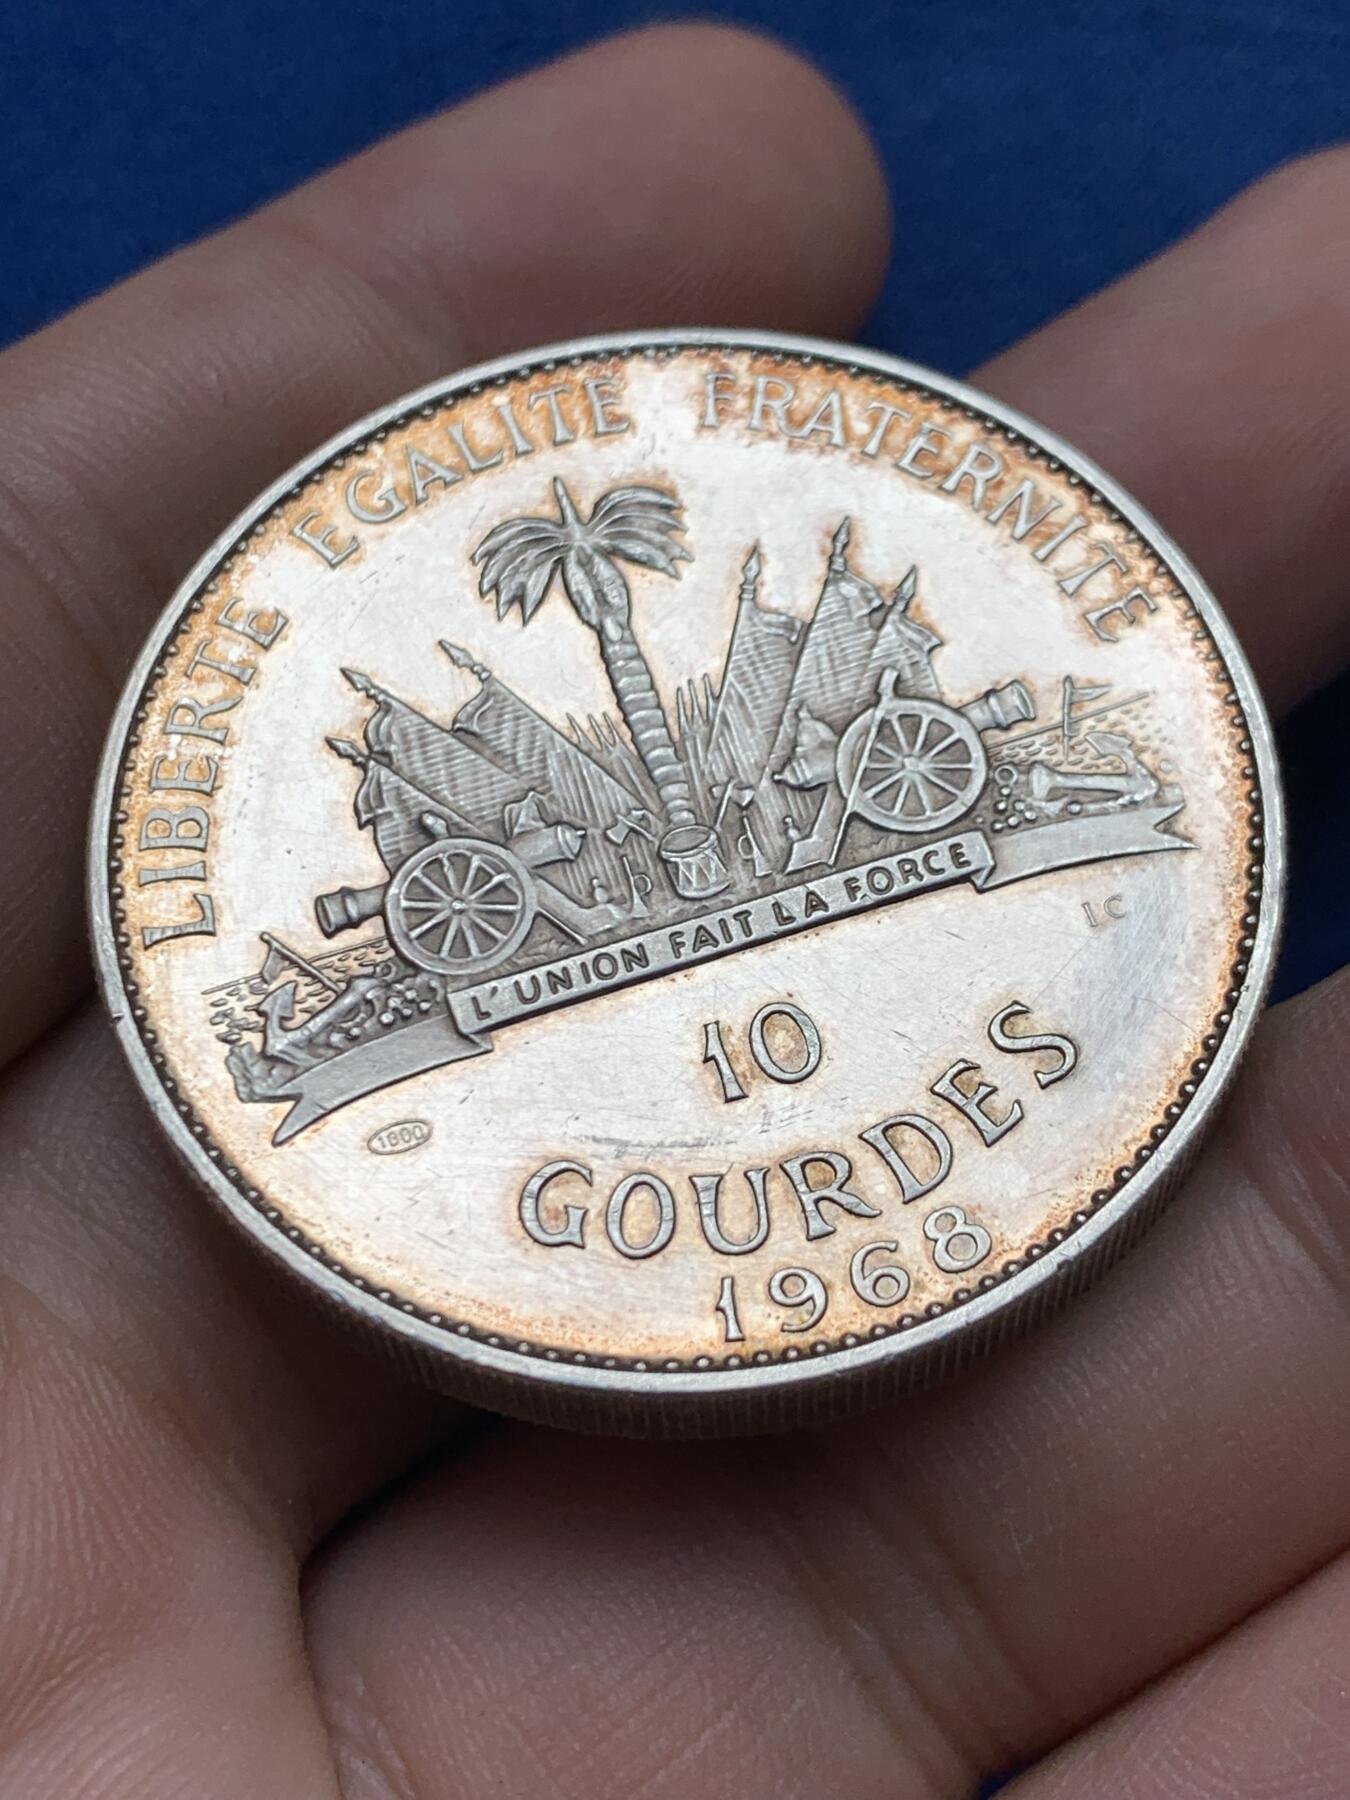 LIBERTE EGALITE FRATERNITE
L'UNION FAIT LA FORCE
IC
10
1000
GOURDES
1968